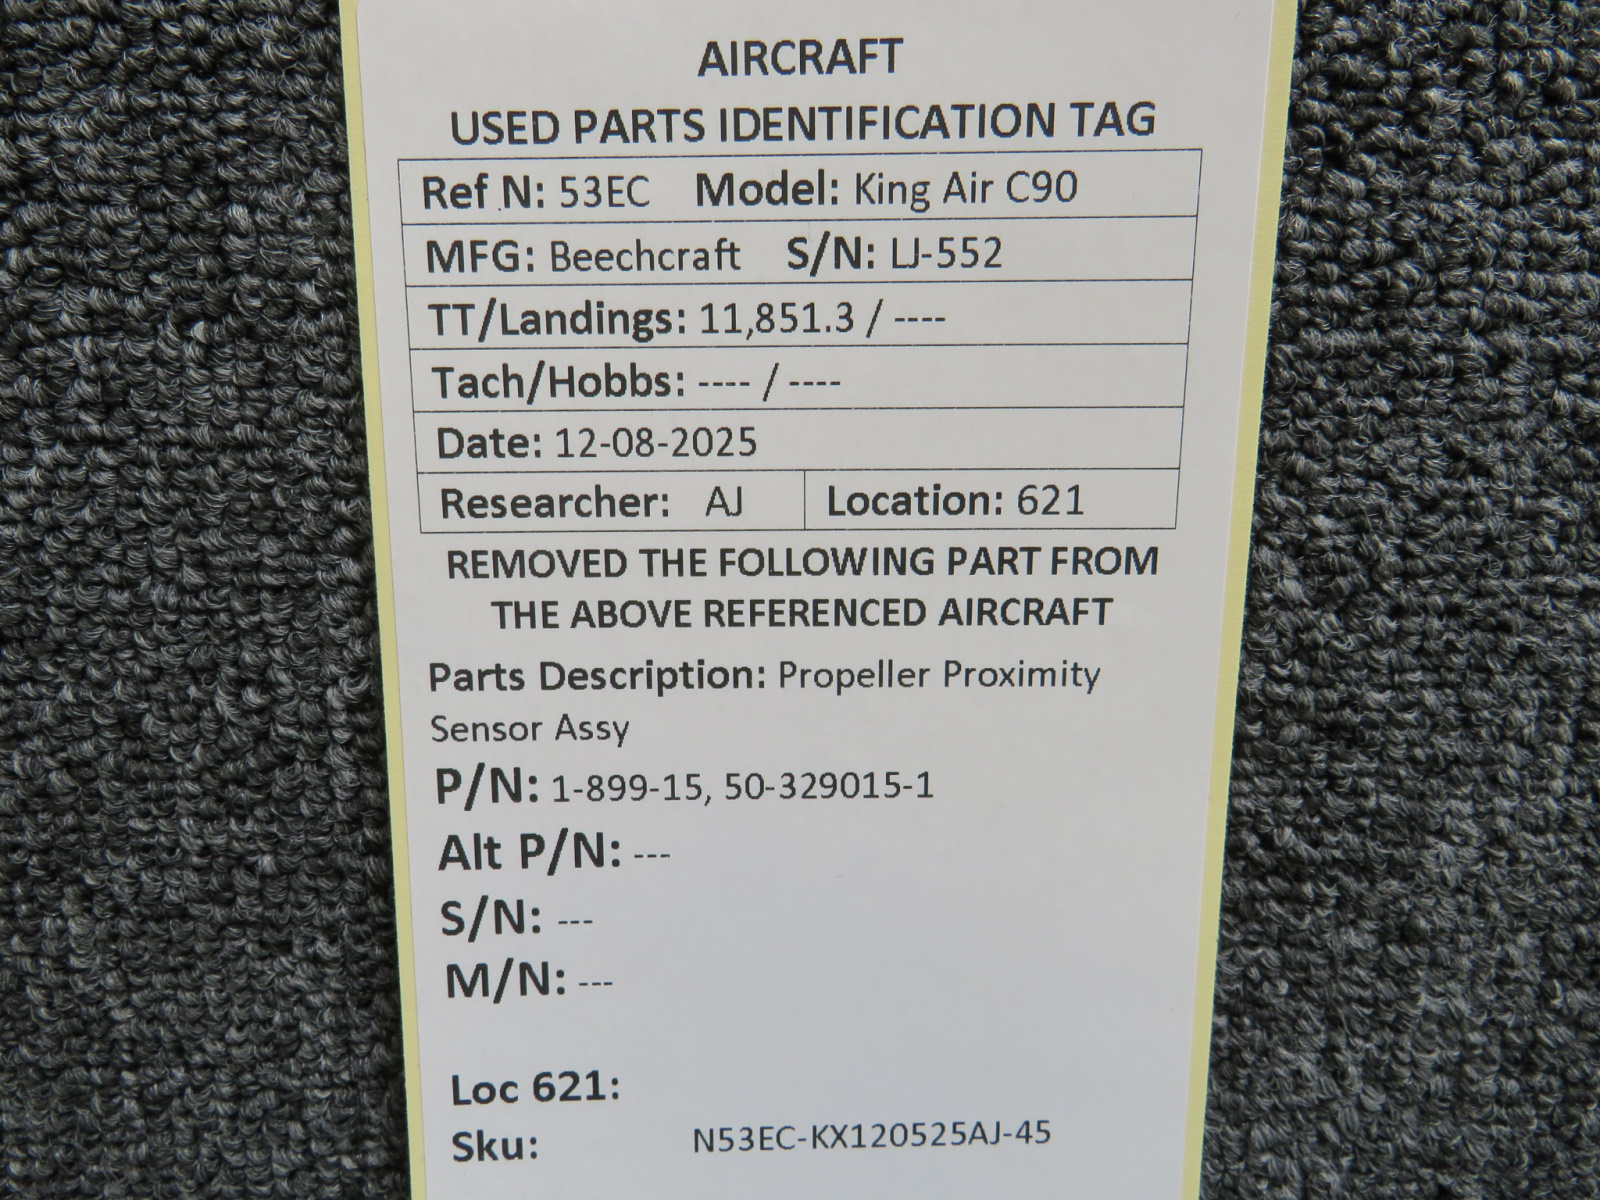 AIRCRAFT
USED PARTS IDENTIFICATION TAG
Ref N: 53EC Model: King Air C90
MFG: Beechcraft S/N: LJ-552
TT/Landings: 11,851.3 / ----
Tach/Hobbs: ---- / ----
Date: 12-08-2025
Researcher: AJ Location: 621
REMOVED THE FOLLOWING PART FROM
THE ABOVE REFERENCED AIRCRAFT
Parts Description: Propeller Proximity
Sensor Assy
P/N: 1-899-15, 50-329015-1
Alt P/N: ---
S/N: ---
M/N: ---
Loc 621:
Sku: N53EC-KX120525AJ-45